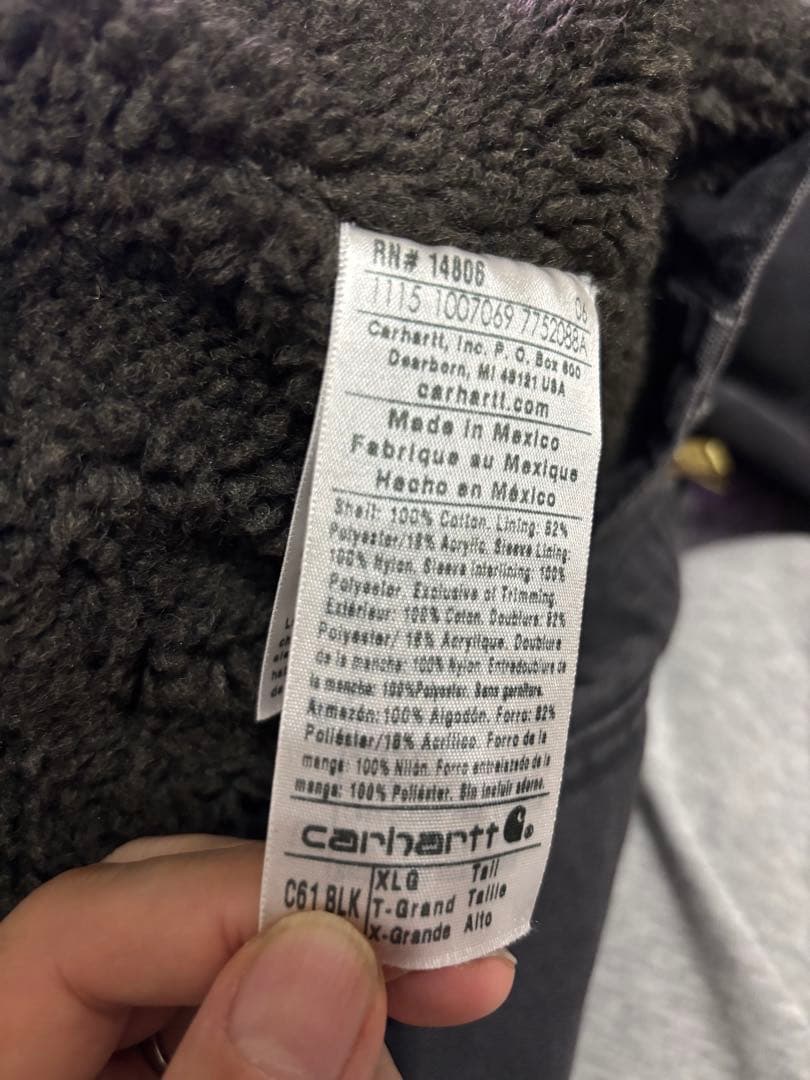 RN# 14806
06
1115 1007069 7752088A
Carhartt, Inc. P. O. Box 600
Dearborn, MI 48121 USA
carhartt.com
Made in Mexico
Fabrique au Mexique
Hecho en México
Shell: 100% Cotton. Lining: 82%
Polyester/18% Acrylic. Sleeve Lining:
100% Nylon. Sleeve Interlining: 100%
Polyester. Exclusive of Trimming.
Extérieur: 100% Coton. Doublure: 82%
Polyester/ 18% Acrylique. Doublure
de la manche: 100% Nylon Entredoublure de
la manche: 100%Polyester. Sans garniture.
Armazón: 100% Algodón. Forro: 82%
Poliéster/18% Acrílico. Forro de la
manga: 100% Nilón. Forro entrelazado de la
manga: 100% Poliéster. Sin incluir adorno.
carhartt ®
C61 BLK
XLG Tall
T-Grand Taille
X-Grande Alto